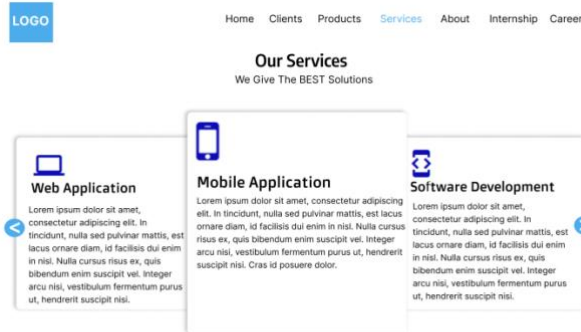 LOGO
Home Clients Products Services About Internship Career
Our Services
We Give The BEST Solutions
Web Application
Lorem ipsum dolor sit amet,
consectetur adipiscing elit. In
tincidunt, nulla sed pulvinar mattis, est
lacus ornare diam, id facilisis dui enim
in nisl. Nulla cursus risus ex, quis
bibendum enim suscipit vel. Integer
arcu nisi, vestibulum fermentum purus
ut, hendrerit suscipit nisi.
Mobile Application
Lorem ipsum dolor sit amet, consectetur adipiscing
elit. In tincidunt, nulla sed pulvinar mattis, est lacus
ornare diam, id facilisis dui enim in nisl. Nulla cursus
risus ex, quis bibendum enim suscipit vel. Integer
arcu nisi, vestibulum fermentum purus ut, hendrerit
suscipit nisi. Cras id posuere dolor.
Software Development
Lorem ipsum dolor sit amet,
consectetur adipiscing elit. In
tincidunt, nulla sed pulvinar mattis, est
lacus ornare diam, id facilisis dui enim
in nisl. Nulla cursus risus ex, quis
bibendum enim suscipit vel. Integer
arcu nisi, vestibulum fermentum purus
ut, hendrerit suscipit nisi.